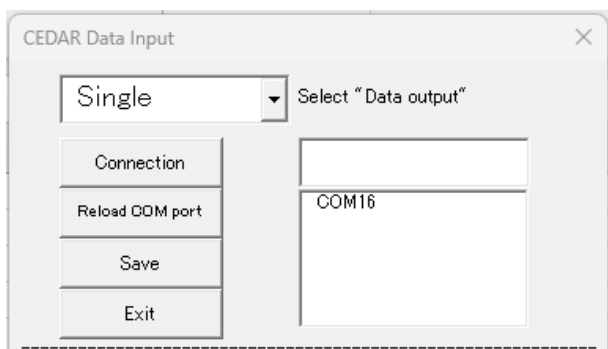 CEDAR Data Input
Single
Select "Data output"
Connection
Reload COM port
COM16
Save
Exit